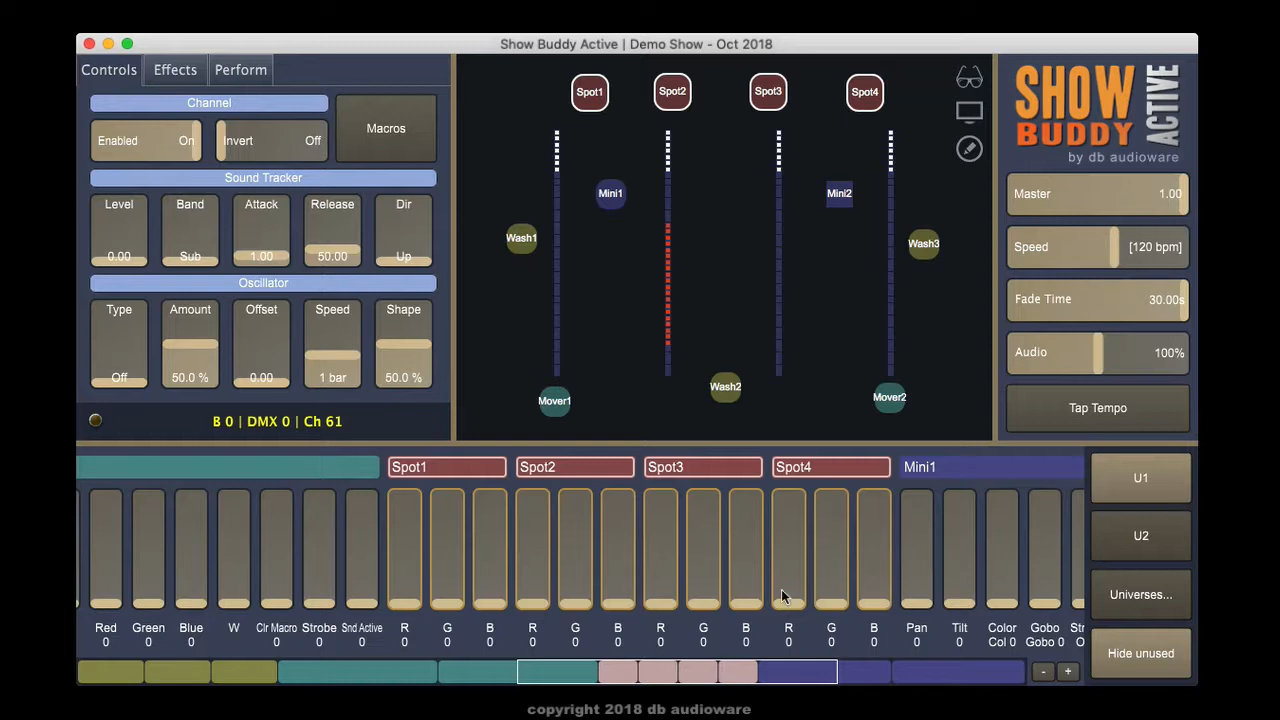 Show Buddy Active | Demo Show - Oct 2018
Controls
Effects
Perform
Channel
Enabled On
Invert Off
Macros
Sound Tracker
Level Band Attack Release Dir
0.00 Sub 1.00 50.00 Up
Oscillator
Type Amount Offset Speed Shape
Off 50.0 % 0.00 1 bar 50.0 %
B 0 | DMX 0 | Ch 61
Spot1
Spot2
Spot3
Spot4
Mini1
Mini2
Wash1
Wash3
Wash2
Mover1
Mover2
SHOW
BUDDY
ACTIVE
by db audioware
Master 1.00
Speed [120 bpm]
Fade Time 30.00s
Audio 100%
Tap Tempo
Spot1 Spot2 Spot3 Spot4 Mini1
Red Green Blue W Clr Macro Strobe Snd Active R G B R G B R G B R G B Pan Tilt Color Gobo
0 0 0 0 0 0 0 0 0 0 0 0 0 0 0 0 0 0 0 0 0 Col 0 Gobo 0
U1
U2
Universes...
Hide unused
- +
copyright 2018 db audioware